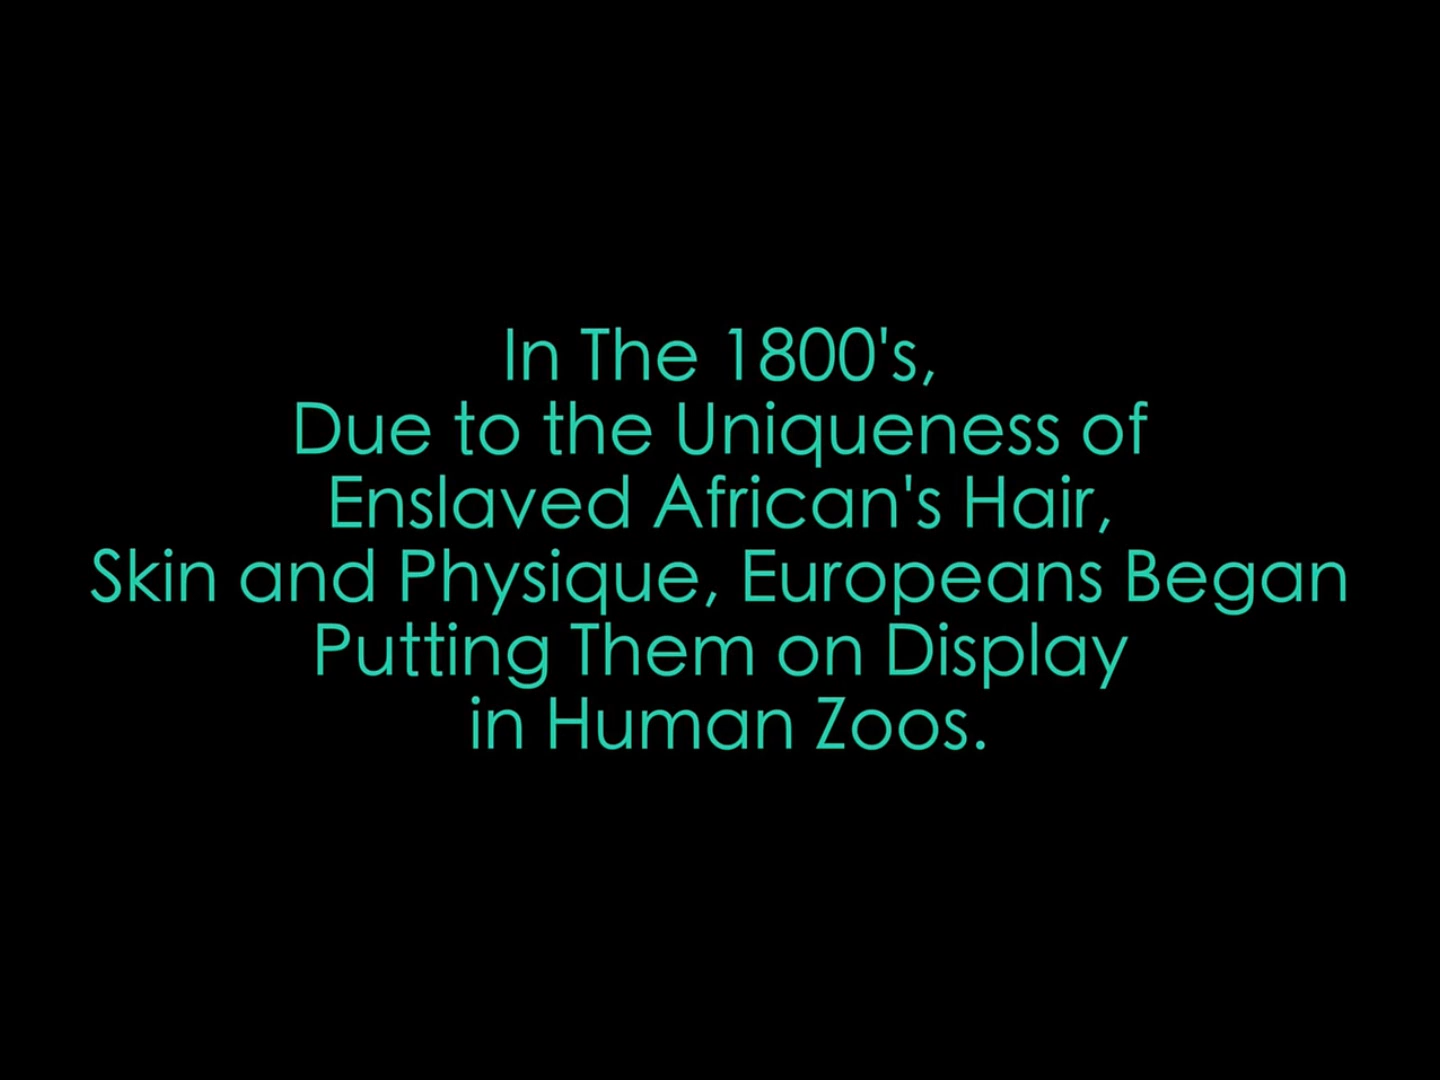 In The 1800's,
Due to the Uniqueness of
Enslaved African's Hair,
Skin and Physique, Europeans Began
Putting Them on Display
in Human Zoos.